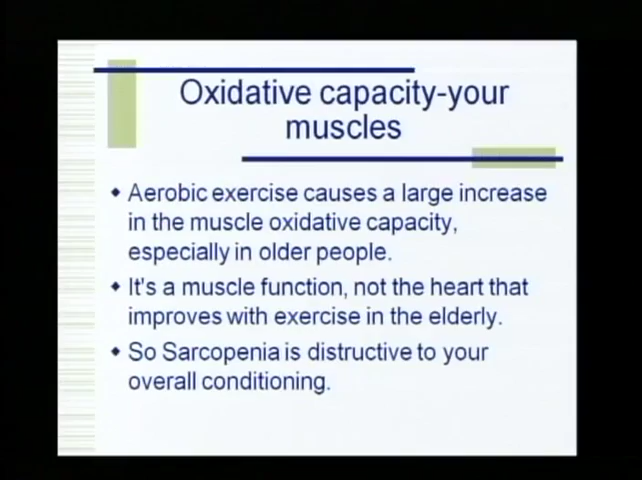 Oxidative capacity-your
muscles
Aerobic exercise causes a large increase
in the muscle oxidative capacity,
especially in older people.
It's a muscle function, not the heart that
improves with exercise in the elderly.
So Sarcopenia is distructive to your
overall conditioning.